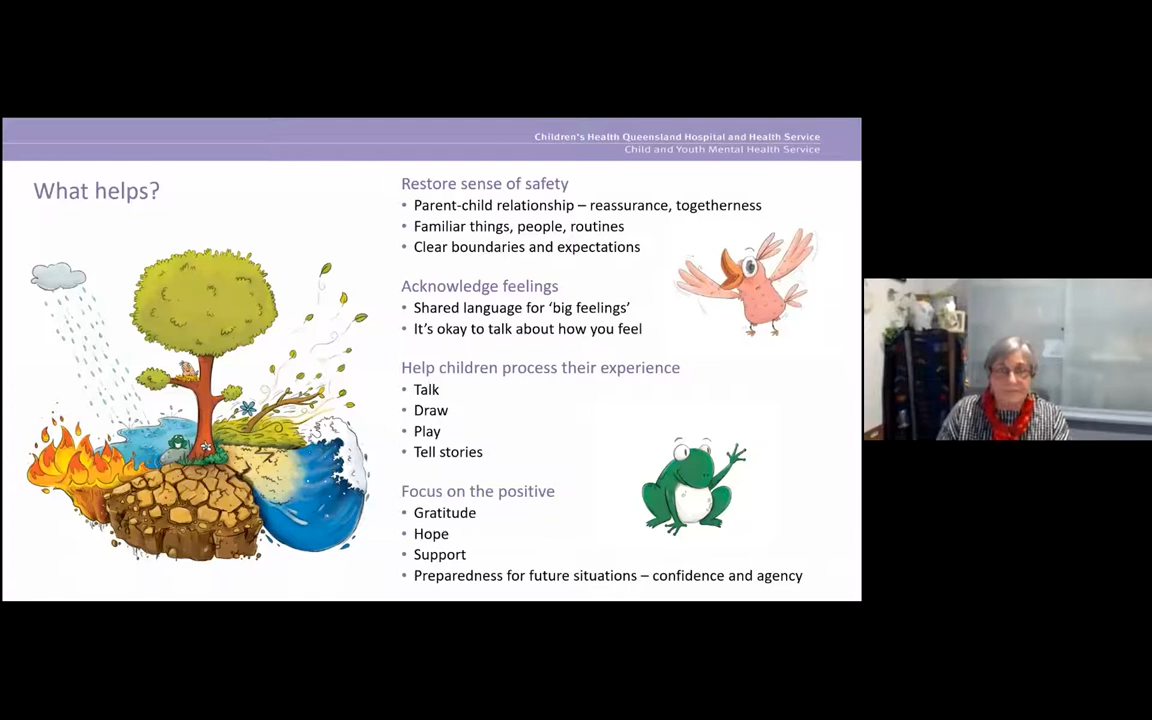 Children's Health Queensland Hospital and Health Service
Child and Youth Mental Health Service
What helps?
Restore sense of safety
• Parent-child relationship – reassurance, togetherness
• Familiar things, people, routines
• Clear boundaries and expectations
Acknowledge feelings
• Shared language for ‘big feelings’
• It’s okay to talk about how you feel
Help children process their experience
• Talk
• Draw
• Play
• Tell stories
Focus on the positive
• Gratitude
• Hope
• Support
• Preparedness for future situations – confidence and agency